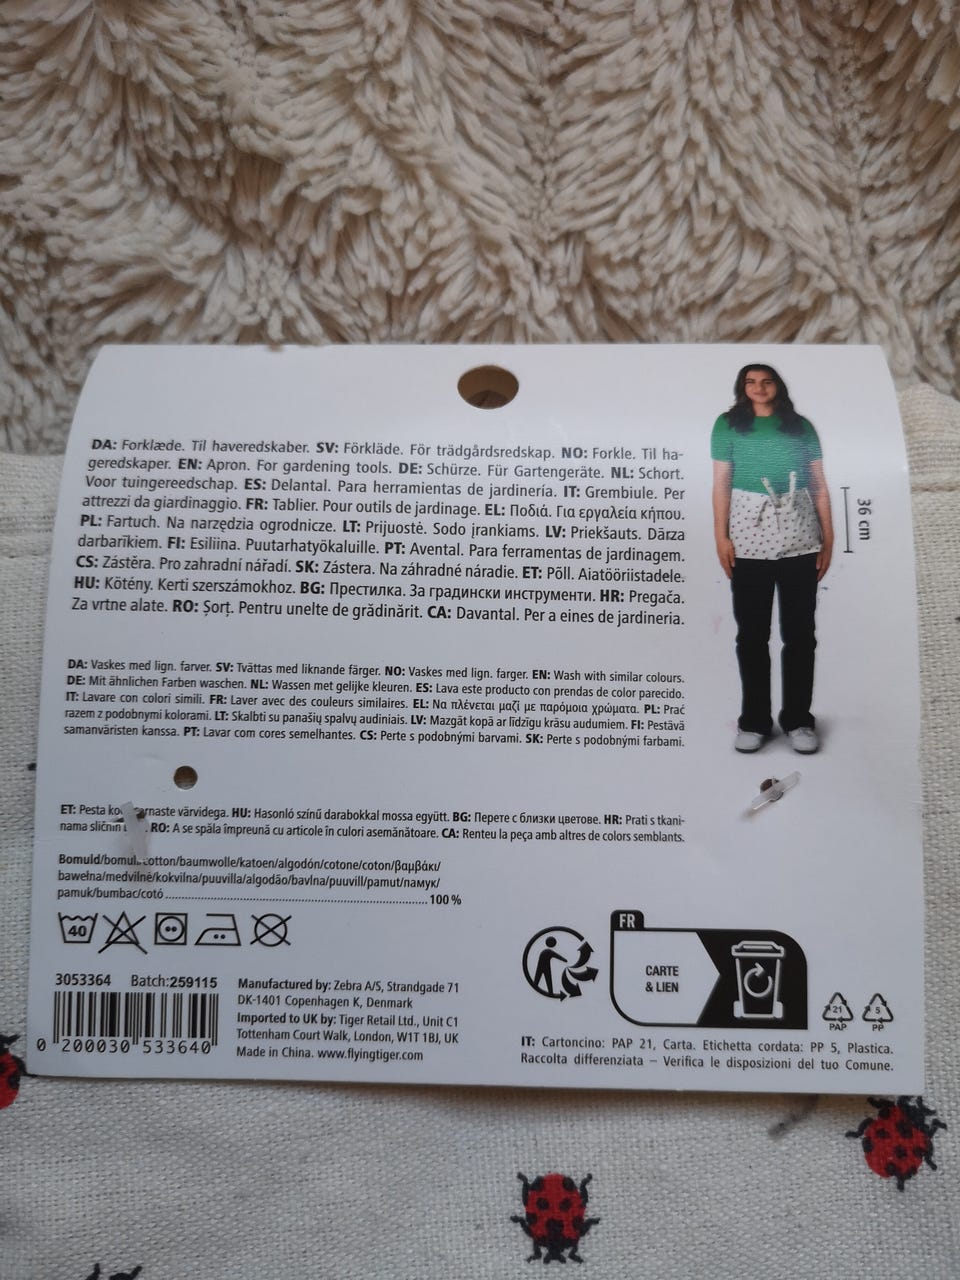 DA: Forklæde. Til haveredskaber. SV: Förkläde. För trädgårdsredskap. NO: Forkle. Til ha-
geredskaper. EN: Apron. For gardening tools. DE: Schürze. Für Gartengeräte. NL: Schort.
Voor tuingereedschap. ES: Delantal. Para herramientas de jardinería. IT: Grembiule. Per
attrezzi da giardinaggio. FR: Tablier. Pour outils de jardinage. EL: Ποδιά. Για εργαλεία κήπου.
PL: Fartuch. Na narzędzia ogrodnicze. LT: Prijuostė. Sodo įrankiams. LV: Priekšauts. Dārza
darbarīkiem. FI: Esiliina. Puutarhatyökaluille. PT: Avental. Para ferramentas de jardinagem.
CS: Zástěra. Pro zahradní nářadí. SK: Zástera. Na záhradné náradie. ET: Põll. Aiatööriistadele.
HU: Kötény. Kerti szerszámokhoz. BG: Престилка. За градински инструменти. HR: Pregača.
Za vrtne alate. RO: Șorț. Pentru unelte de grădinărit. CA: Davantal. Per a eines de jardineria.
36 cm
DA: Vaskes med lign. farver. SV: Tvättas med liknande färger. NO: Vaskes med lign. farger. EN: Wash with similar colours.
DE: Mit ähnlichen Farben waschen. NL: Wassen met gelijke kleuren. ES: Lava este producto con prendas de color parecido.
IT: Lavare con colori simili. FR: Laver avec des couleurs similaires. EL: Να πλένεται μαζί με παρόμοια χρώματα. PL: Prać
razem z podobnymi kolorami. LT: Skalbti su panašių spalvų audiniais. LV: Mazgāt kopā ar līdzīgu krāsu audumiem. FI: Pestävä
samanväristen kanssa. PT: Lavar com cores semelhantes. CS: Perte s podobnými barvami. SK: Perte s podobnými farbami.
ET: Pesta värvidega. HU: Hasonló színű darabokkal mossa együtt. BG: Перете с близки цветове. HR: Prati s tkani-
nama sličnih RO: A se spăla împreună cu articole în culori asemănătoare. CA: Renteu la peça amb altres de colors semblants.
Bomuld/bomull/cotton/baumwolle/katoen/algodón/cotone/coton/βαμβάκι/
bawełna/medvilnė/kokvilna/puuvilla/algodão/bavlna/puuvill/pamut/памук/
pamuk/bumbac/cotó ........ 100 %
40
3053364 Batch:259115
0 200030 533640
Manufactured by: Zebra A/S, Strandgade 71
DK-1401 Copenhagen K, Denmark
Imported to UK by: Tiger Retail Ltd., Unit C1
Tottenham Court Walk, London, W1T 1BJ, UK
Made in China. www.flyingtiger.com
FR
CARTE
& LIEN
21
PAP
5
PP
IT: Cartoncino: PAP 21, Carta. Etichetta cordata: PP 5, Plastica.
Raccolta differenziata – Verifica le disposizioni del tuo Comune.